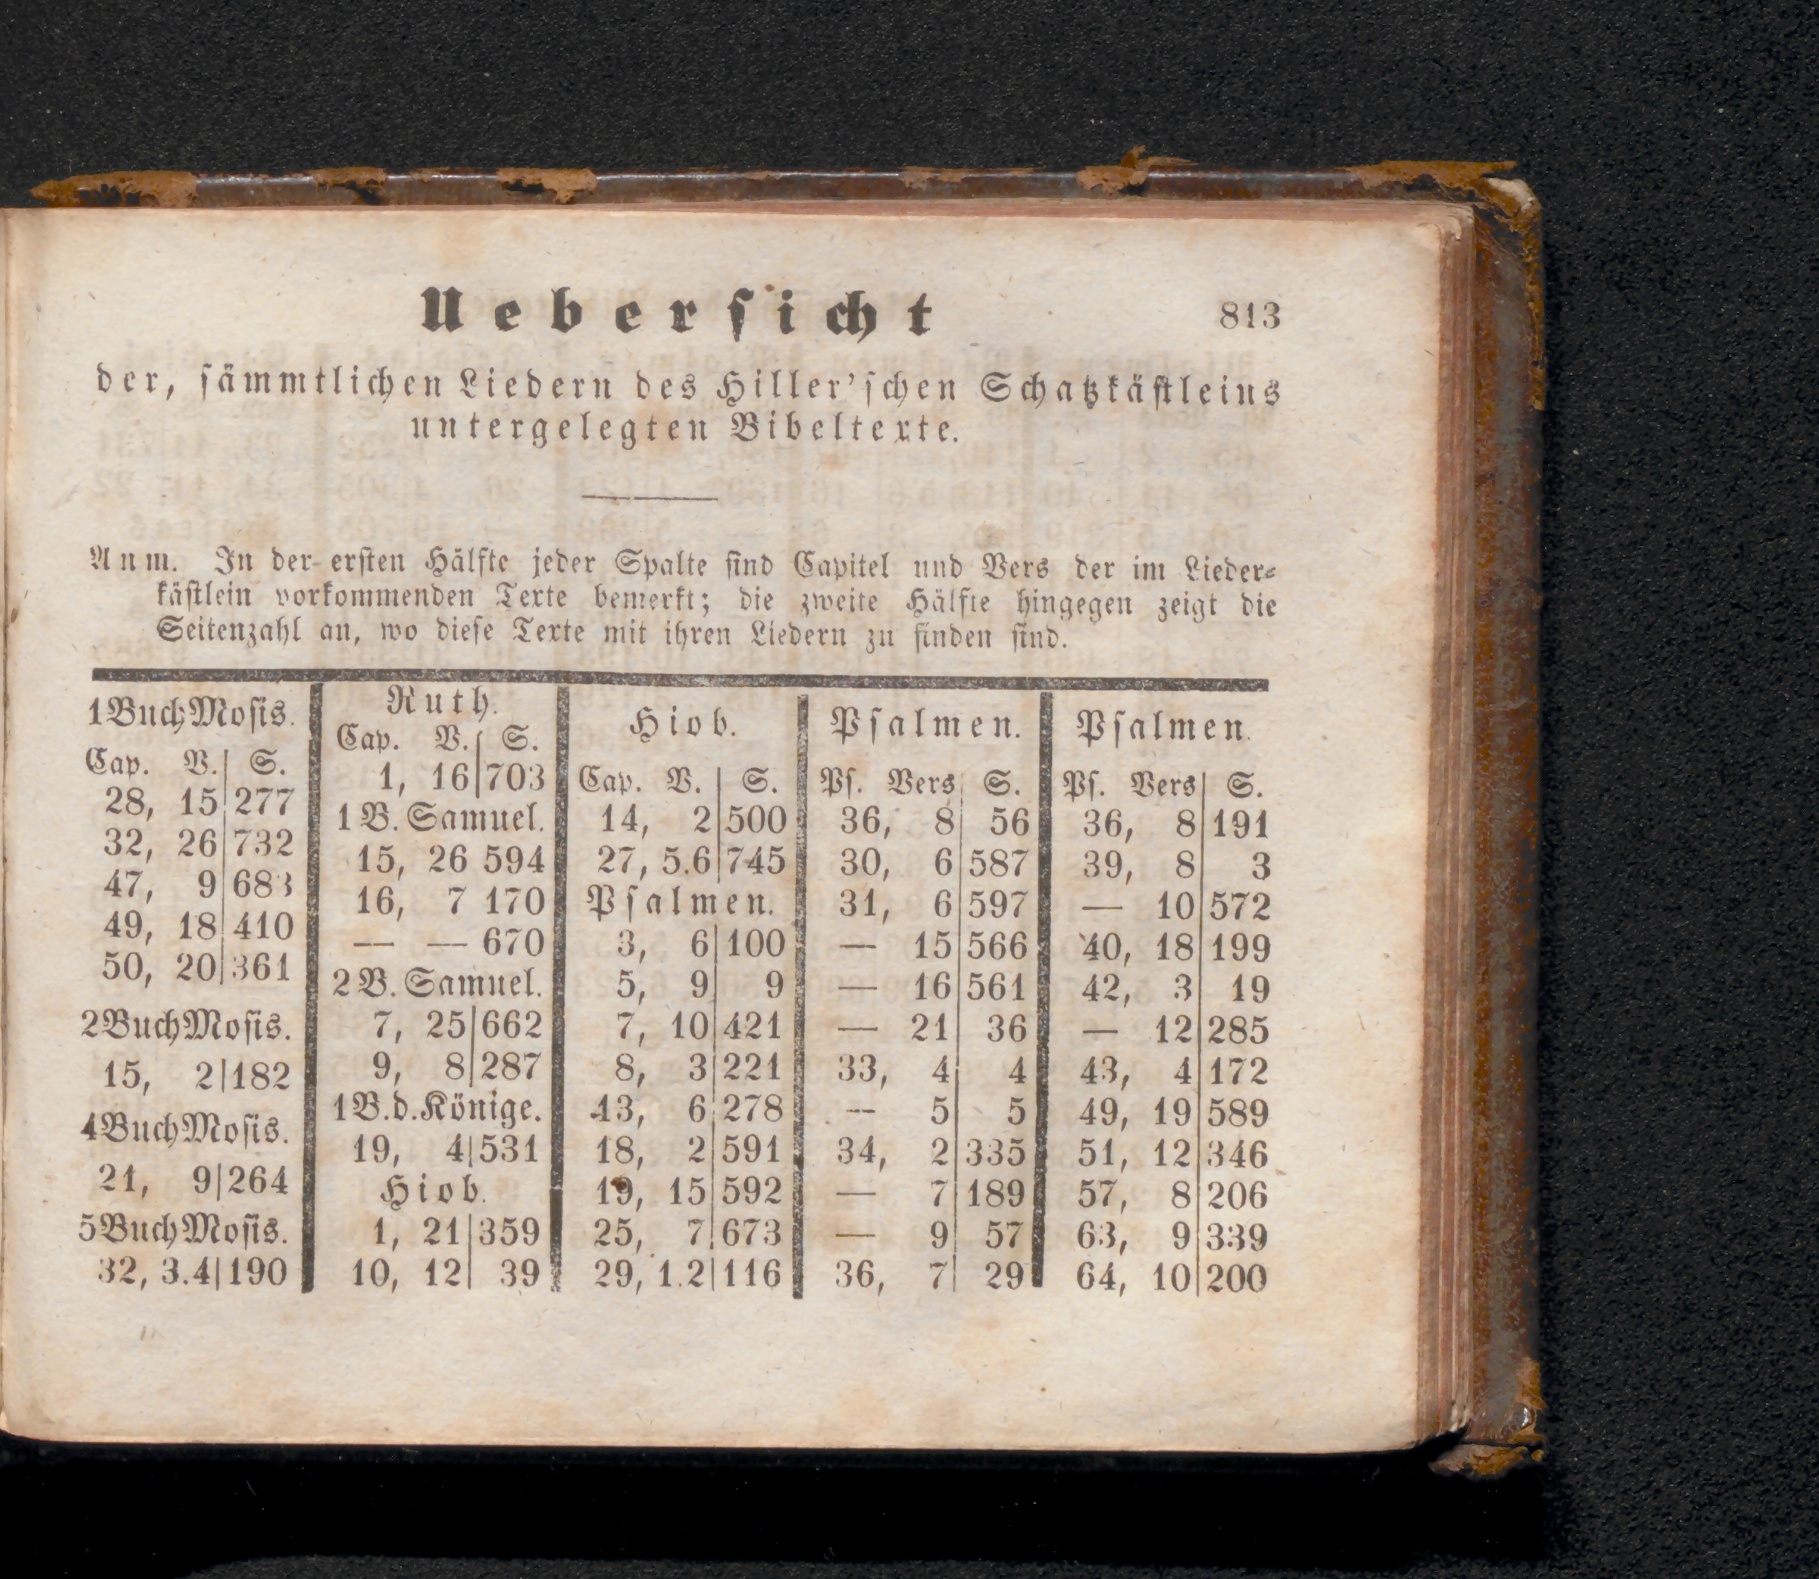 Ueberſicht
813
der, ſämmtlichen Liedern des Hiller'ſchen Schatzkäſtleins
untergelegten Bibeltexte.
Anm. In der erſten Hälfte jeder Spalte ſind Capitel und Vers der im Lieder⸗
käſtlein vorkommenden Texte bemerkt; die zweite Hälfte hingegen zeigt die
Seitenzahl an, wo dieſe Texte mit ihren Liedern zu finden ſind.
1 Buch Moſis.
Cap. V. S.
28, 15 277
32, 26 732
47, 9 683
49, 18 410
50, 20 361
2 Buch Moſis.
15, 2 182
4 Buch Moſis.
21, 9 264
5 Buch Moſis.
32, 3.4 190
Ruth.
Cap. V. S.
1, 16 703
1 B. Samuel.
15, 26 594
16, 7 170
— — 670
2 B. Samuel.
7, 25 662
9, 8 287
1 B. d. Könige.
19, 4 531
Hiob.
1, 21 359
10, 12 39
Hiob.
Cap. V. S.
14, 2 500
27, 5.6 745
Pſalmen.
3, 6 100
5, 9 9
7, 10 421
8, 3 221
13, 6 278
18, 2 591
19, 15 592
25, 7 673
29, 1.2 116
Pſalmen.
Pſ. Vers S.
36, 8 56
30, 6 587
31, 6 597
— 15 566
— 16 561
— 21 36
33, 4 4
— 5 5
34, 2 335
— 7 189
— 9 57
36, 7 29
Pſalmen.
Pſ. Vers S.
36, 8 191
39, 8 3
— 10 572
40, 18 199
42, 3 19
— 12 285
43, 4 172
49, 19 589
51, 12 346
57, 8 206
63, 9 339
64, 10 200